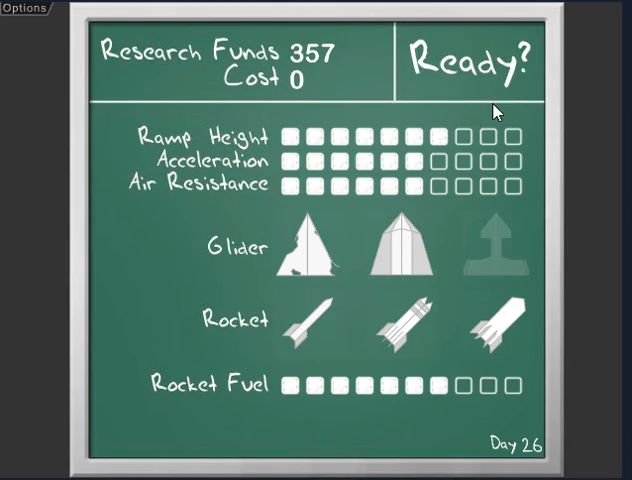 Options
Research Funds 357
Cost 0
Ready?
Ramp Height
Acceleration
Air Resistance
Glider
Rocket
Rocket Fuel
Day 26